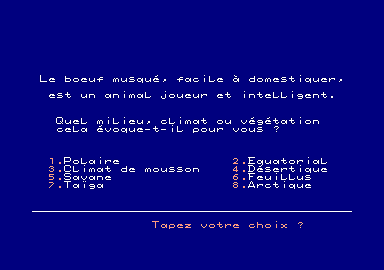 Le boeuf musqué, facile à domestiquer,
est un animal joueur et intelligent.
Quel milieu, climat ou végétation
cela évoque-t-il pour vous ?
1.Polaire 2.Equatorial
3.Climat de mousson 4.Désertique
5.Savane 6.Feuillus
7.Taïga 8.Arctique
Tapez votre choix ?